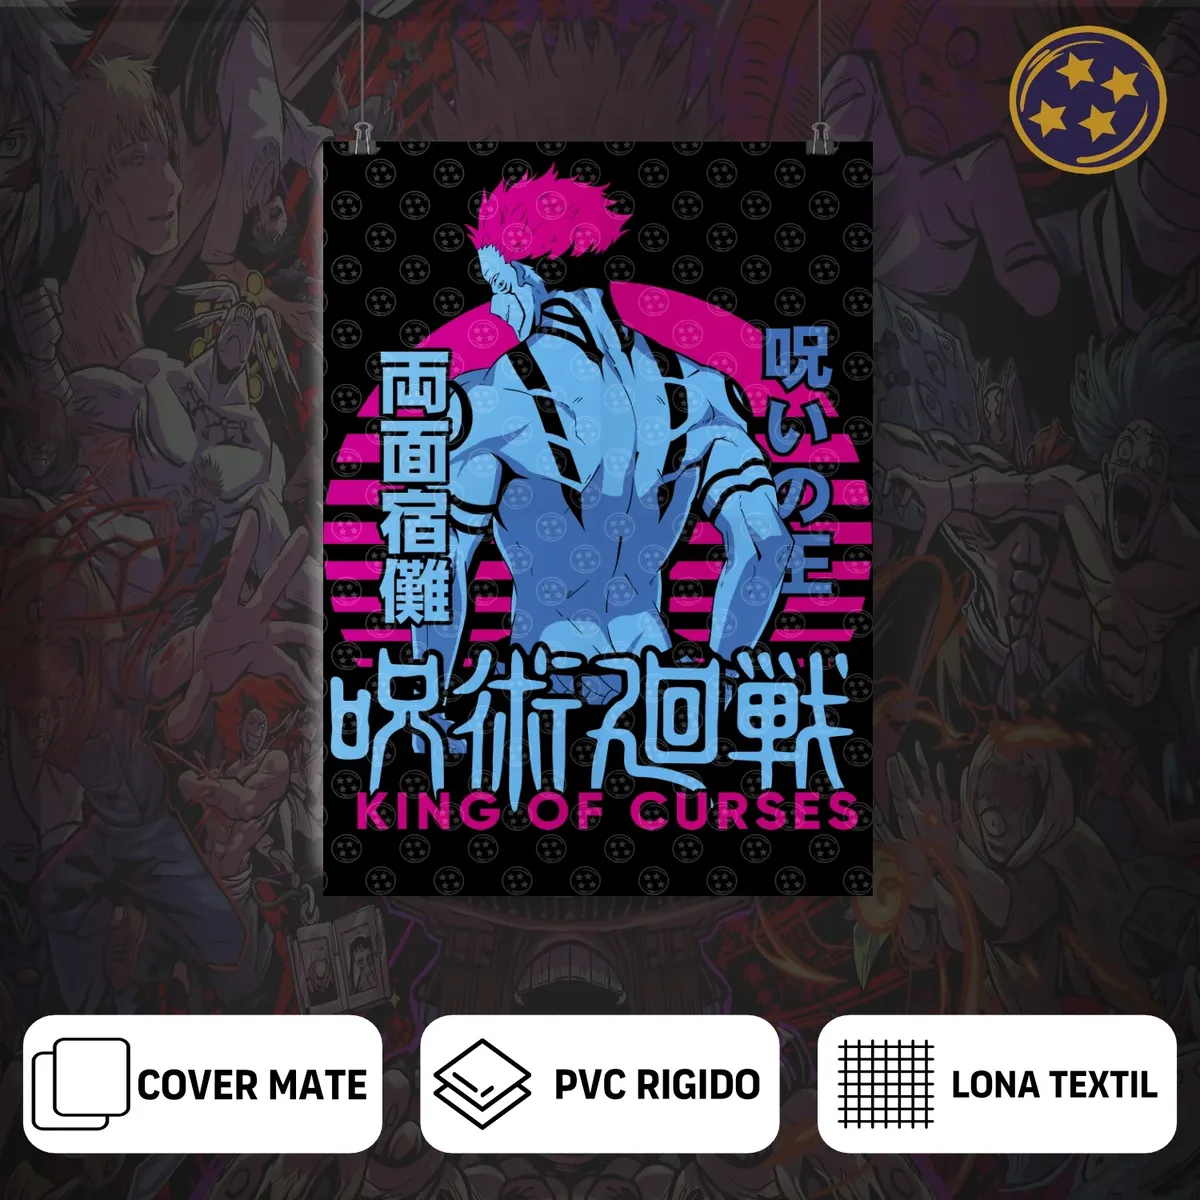 両面宿儺
呪いの王
呪術廻戦
KING OF CURSES
COVER MATE
PVC RIGIDO
LONA TEXTIL